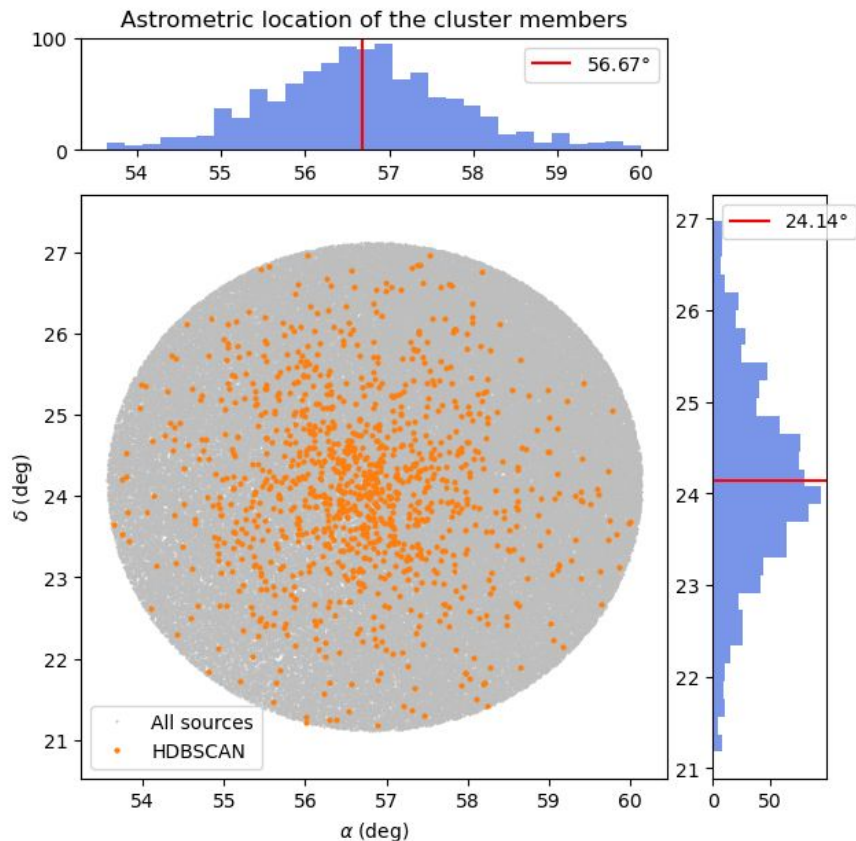 Astrometric location of the cluster members
100
0
56.67°
54 55 56 57 58 59 60
27
26
25
24
23
22
21
δ (deg)
All sources
HDBSCAN
54 55 56 57 58 59 60
α (deg)
24.14°
27
26
25
24
23
22
21
0 50